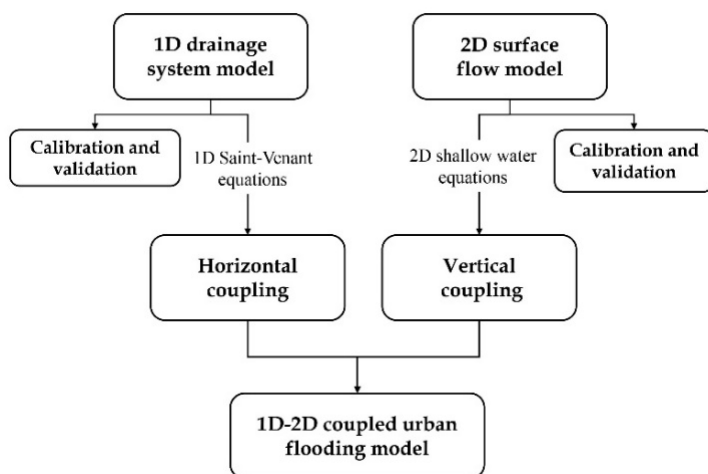 1D drainage
system model
2D surface
flow model
Calibration and
validation
1D Saint-Venant
equations
2D shallow water
equations
Calibration and
validation
Horizontal
coupling
Vertical
coupling
1D-2D coupled urban
flooding model